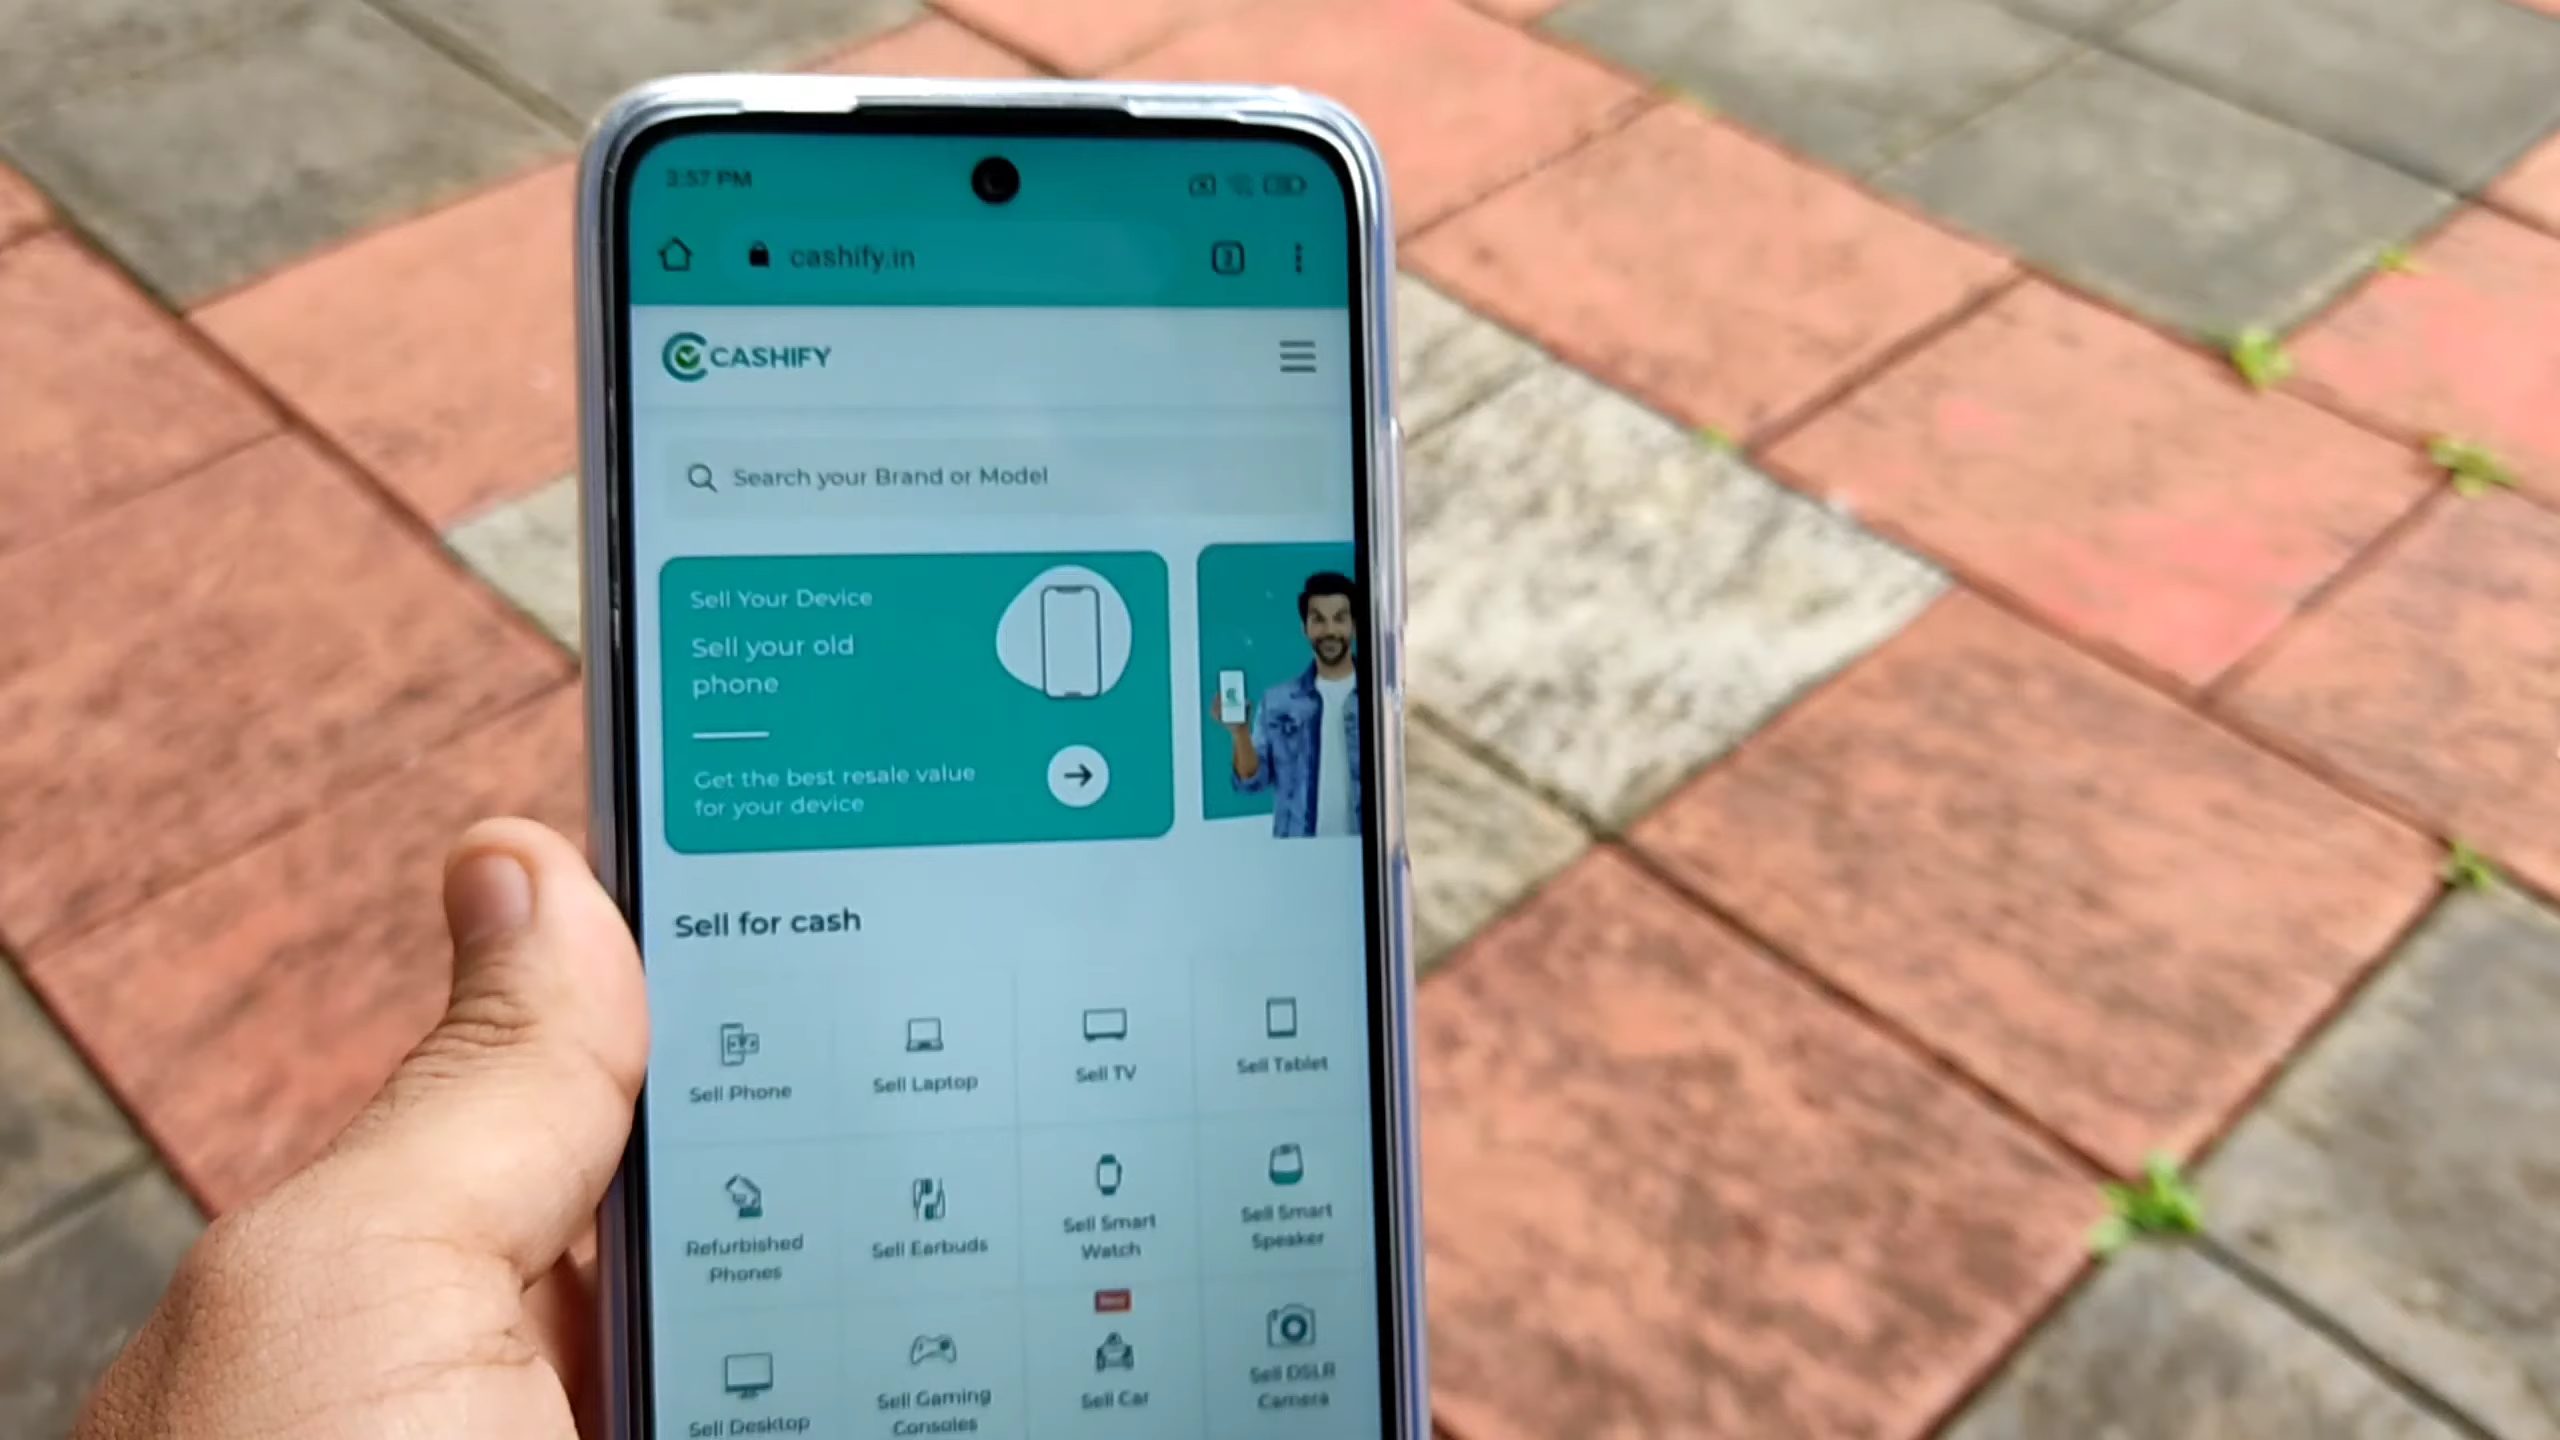 3:57 PM
cashify.in
2
CASHIFY
Search your Brand or Model
Sell Your Device
Sell your old
phone
Get the best resale value
for your device
Sell for cash
Sell Phone
Sell Laptop
Sell TV
Sell Tablet
Refurbished
Phones
Sell Earbuds
Sell Smart
Watch
Sell Smart
Speaker
Sell Desktop
Sell Gaming
Consoles
Sell Car
Sell DSLR
Camera